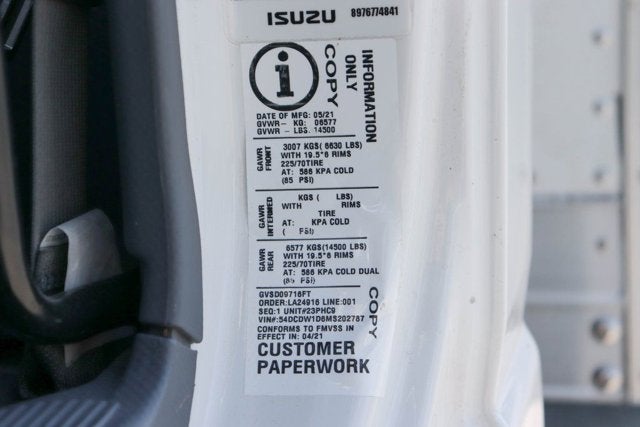 ISUZU 8976774841
i
COPY
INFORMATION
ONLY
DATE OF MFG: 05/21
GVWR- KG: 06577
GVWR- LBS. 14500
GAWR
FRONT
3007 KGS( 6630 LBS)
WITH 19.5*6 RIMS
225/70TIRE
AT: 586 KPA COLD
(85 PSI)
GAWR
INTERMED
KGS( LBS)
WITH RIMS
TIRE
AT: KPA COLD
( PSI)
GAWR
REAR
6577 KGS(14500 LBS)
WITH 19.5*6 RIMS
225/70TIRE
AT: 586 KPA COLD DUAL
(85 PSI)
GVSD09716FT
ORDER:LA24916 LINE:001
SEQ:1 UNIT#23PHC9
VIN#:54DCDW1D6MS202787
CONFORMS TO FMVSS IN
EFFECT IN: 04/21
COPY
CUSTOMER
PAPERWORK